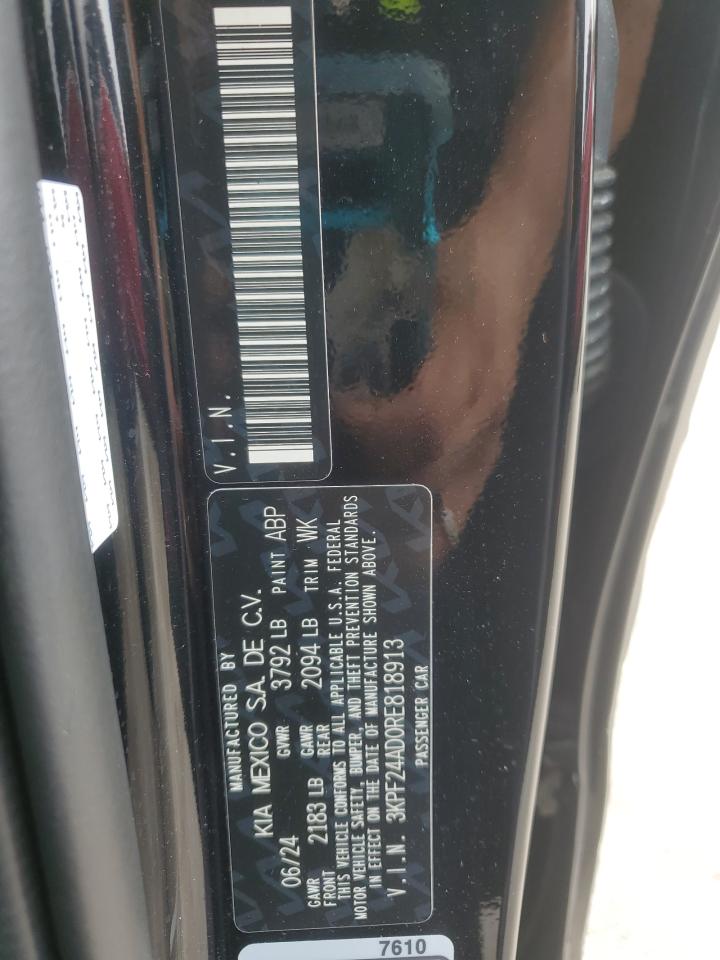 MANUFACTURED BY
KIA MEXICO S.A. DE C.V.
06/24 GVWR 3792 LB PAINT ABP
GAWR FRONT 2183 LB GAWR REAR 2094 LB TRIM WK
THIS VEHICLE CONFORMS TO ALL APPLICABLE U.S.A. FEDERAL
MOTOR VEHICLE SAFETY, BUMPER, AND THEFT PREVENTION STANDARDS
IN EFFECT ON THE DATE OF MANUFACTURE SHOWN ABOVE.
V.I.N. 3KPF24AD0RE818913
PASSENGER CAR
V.I.N.
7610